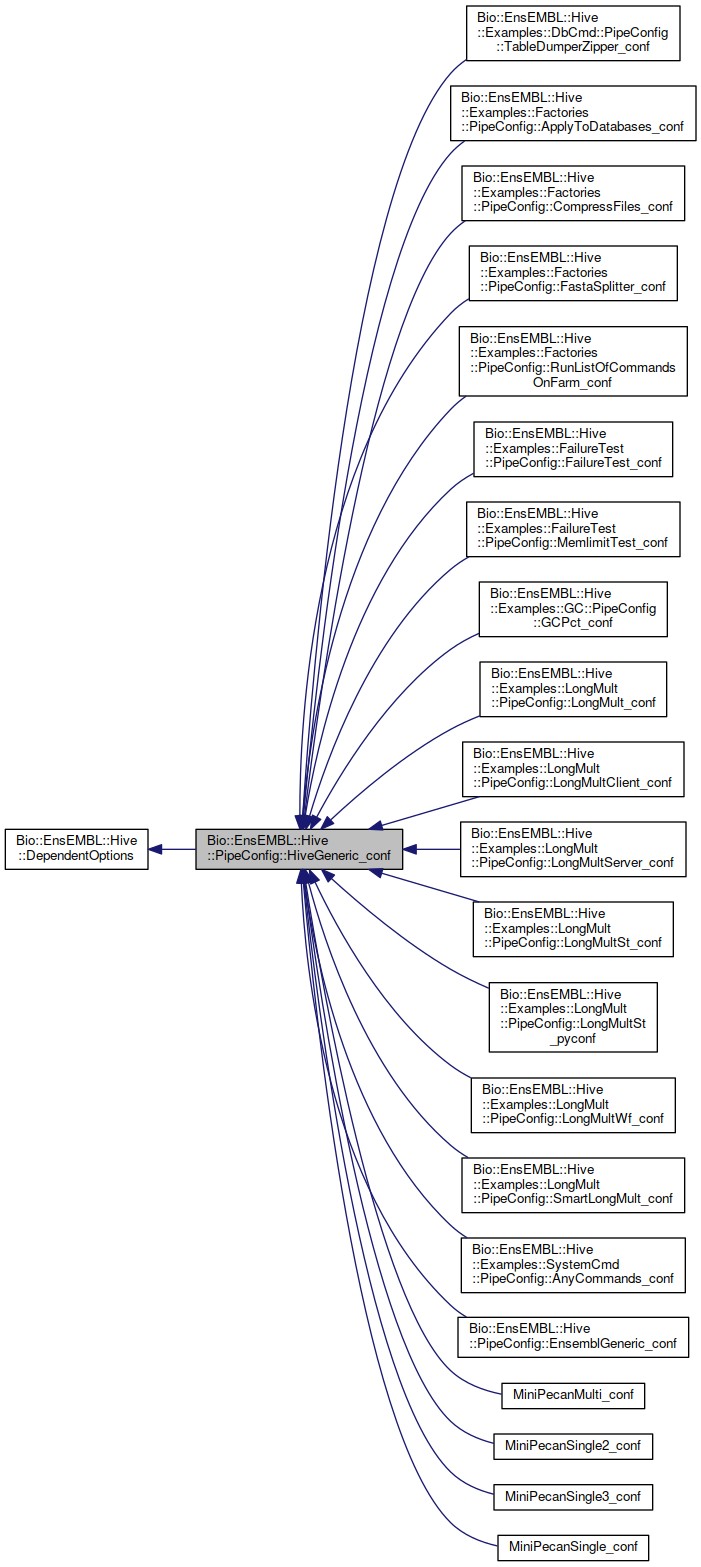 Bio::EnsEMBL::Hive
::Examples::DbCmd::PipeConfig
::TableDumperZipper_conf
Bio::EnsEMBL::Hive
::Examples::Factories
::PipeConfig::ApplyToDatabases_conf
Bio::EnsEMBL::Hive
::Examples::Factories
::PipeConfig::CompressFiles_conf
Bio::EnsEMBL::Hive
::Examples::Factories
::PipeConfig::FastaSplitter_conf
Bio::EnsEMBL::Hive
::Examples::Factories
::PipeConfig::RunListOfCommands
OnFarm_conf
Bio::EnsEMBL::Hive
::Examples::FailureTest
::PipeConfig::FailureTest_conf
Bio::EnsEMBL::Hive
::Examples::FailureTest
::PipeConfig::MemlimitTest_conf
Bio::EnsEMBL::Hive
::Examples::GC::PipeConfig
::GCPct_conf
Bio::EnsEMBL::Hive
::Examples::LongMult
::PipeConfig::LongMult_conf
Bio::EnsEMBL::Hive
::Examples::LongMult
::PipeConfig::LongMultClient_conf
Bio::EnsEMBL::Hive
::DependentOptions
Bio::EnsEMBL::Hive
::PipeConfig::HiveGeneric_conf
Bio::EnsEMBL::Hive
::Examples::LongMult
::PipeConfig::LongMultServer_conf
Bio::EnsEMBL::Hive
::Examples::LongMult
::PipeConfig::LongMultSt_conf
Bio::EnsEMBL::Hive
::Examples::LongMult
::PipeConfig::LongMultSt
_pyconf
Bio::EnsEMBL::Hive
::Examples::LongMult
::PipeConfig::LongMultWf_conf
Bio::EnsEMBL::Hive
::Examples::LongMult
::PipeConfig::SmartLongMult_conf
Bio::EnsEMBL::Hive
::Examples::SystemCmd
::PipeConfig::AnyCommands_conf
Bio::EnsEMBL::Hive
::PipeConfig::EnsemblGeneric_conf
MiniPecanMulti_conf
MiniPecanSingle2_conf
MiniPecanSingle3_conf
MiniPecanSingle_conf